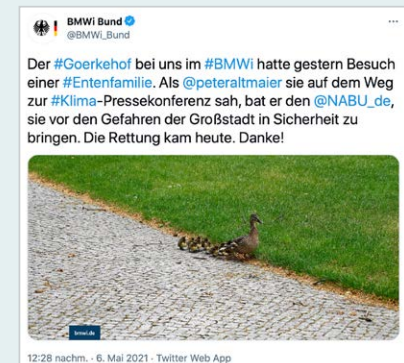 BMWi Bund
@BMWi_Bund
Der #Goerkehof bei uns im #BMWi hatte gestern Besuch
einer #Entenfamilie. Als @peteraltmaier sie auf dem Weg
zur #Klima-Pressekonferenz sah, bat er den @NABU_de,
sie vor den Gefahren der Großstadt in Sicherheit zu
bringen. Die Rettung kam heute. Danke!
bmwi.de
12:28 nachm. · 6. Mai 2021 · Twitter Web App